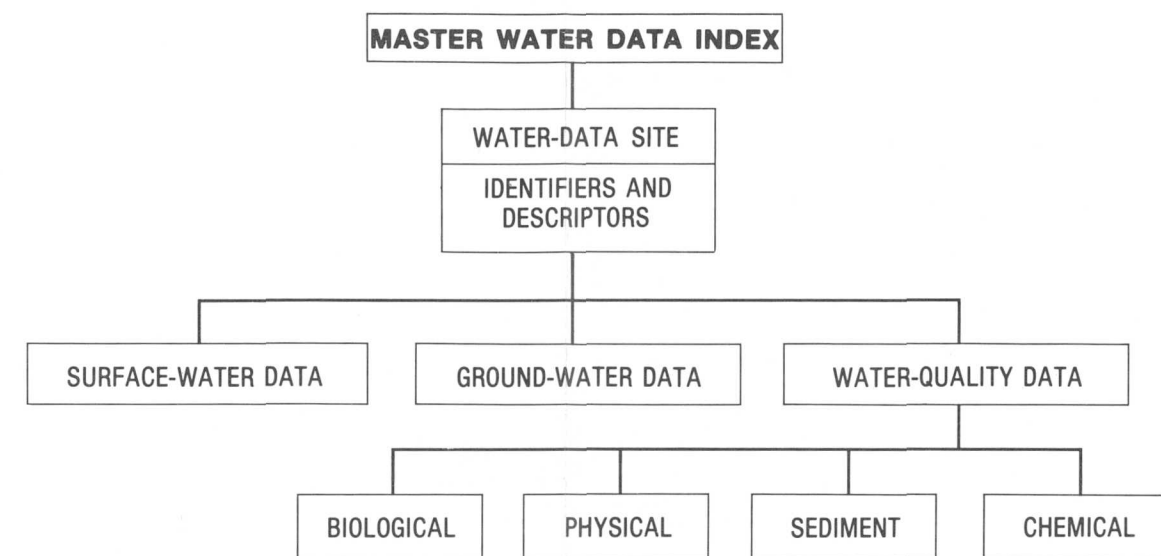 MASTER WATER DATA INDEX
WATER-DATA SITE
IDENTIFIERS AND
DESCRIPTORS
SURFACE-WATER DATA
GROUND-WATER DATA
WATER-QUALITY DATA
BIOLOGICAL
PHYSICAL
SEDIMENT
CHEMICAL